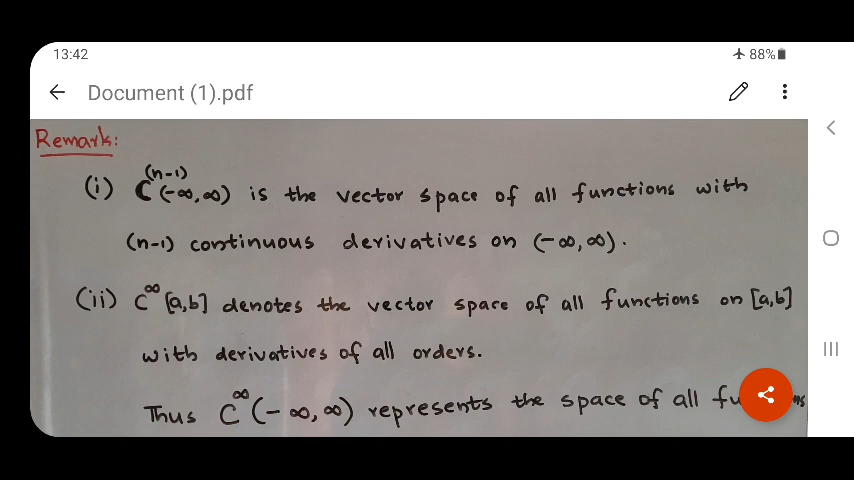 13:42
88%
Document (1).pdf
Remark:
(i) C^(n-1) (-∞,∞) is the vector space of all functions with
(n-1) continuous derivatives on (-∞,∞).
(ii) C^∞ [a,b] denotes the vector space of all functions on [a,b]
with derivatives of all orders.
Thus C^∞ (-∞,∞) represents the space of all